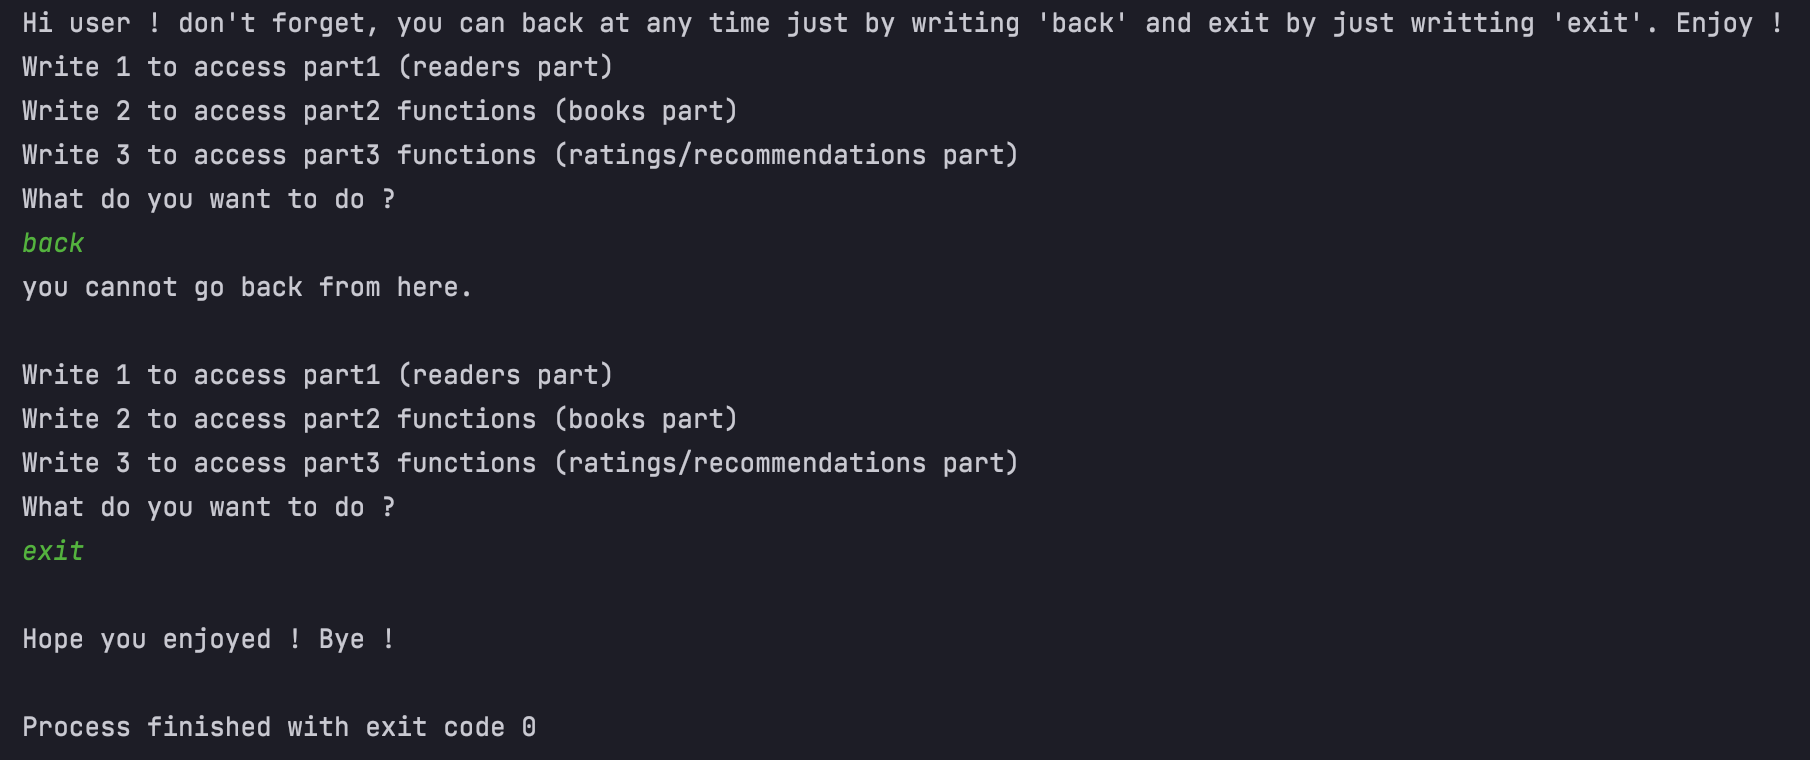 Hi user ! don't forget, you can back at any time just by writing 'back' and exit by just writting 'exit'. Enjoy !
Write 1 to access part1 (readers part)
Write 2 to access part2 functions (books part)
Write 3 to access part3 functions (ratings/recommendations part)
What do you want to do ?
back
you cannot go back from here.
Write 1 to access part1 (readers part)
Write 2 to access part2 functions (books part)
Write 3 to access part3 functions (ratings/recommendations part)
What do you want to do ?
exit
Hope you enjoyed ! Bye !
Process finished with exit code 0